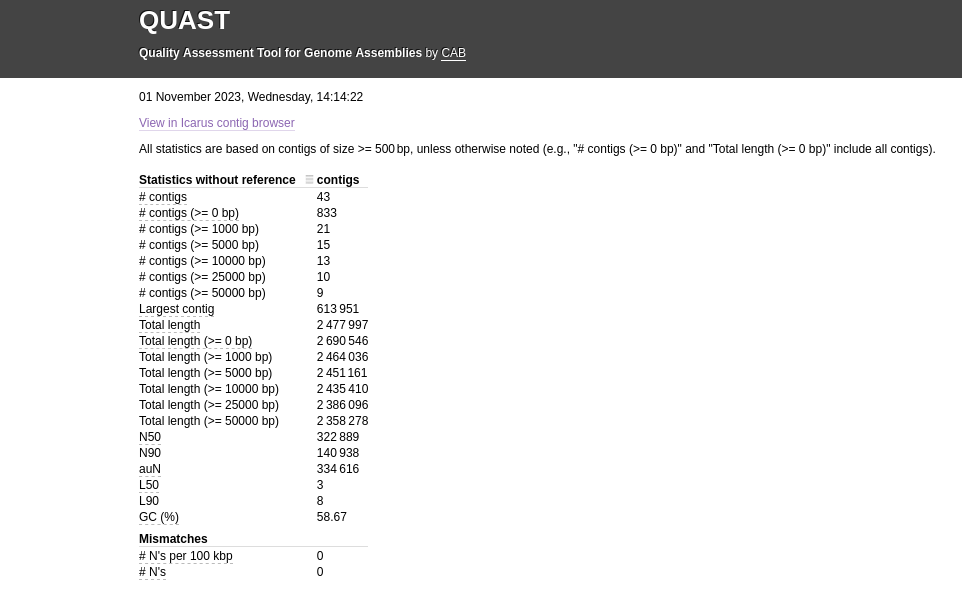 QUAST
Quality Assessment Tool for Genome Assemblies by CAB
01 November 2023, Wednesday, 14:14:22
View in Icarus contig browser
All statistics are based on contigs of size >= 500 bp, unless otherwise noted (e.g., "# contigs (>= 0 bp)" and "Total length (>= 0 bp)" include all contigs).
Statistics without reference contigs
# contigs 43
# contigs (>= 0 bp) 833
# contigs (>= 1000 bp) 21
# contigs (>= 5000 bp) 15
# contigs (>= 10000 bp) 13
# contigs (>= 25000 bp) 10
# contigs (>= 50000 bp) 9
Largest contig 613 951
Total length 2 477 997
Total length (>= 0 bp) 2 690 546
Total length (>= 1000 bp) 2 464 036
Total length (>= 5000 bp) 2 451 161
Total length (>= 10000 bp) 2 435 410
Total length (>= 25000 bp) 2 386 096
Total length (>= 50000 bp) 2 358 278
N50 322 889
N90 140 938
auN 334 616
L50 3
L90 8
GC (%) 58.67
Mismatches
# N's per 100 kbp 0
# N's 0